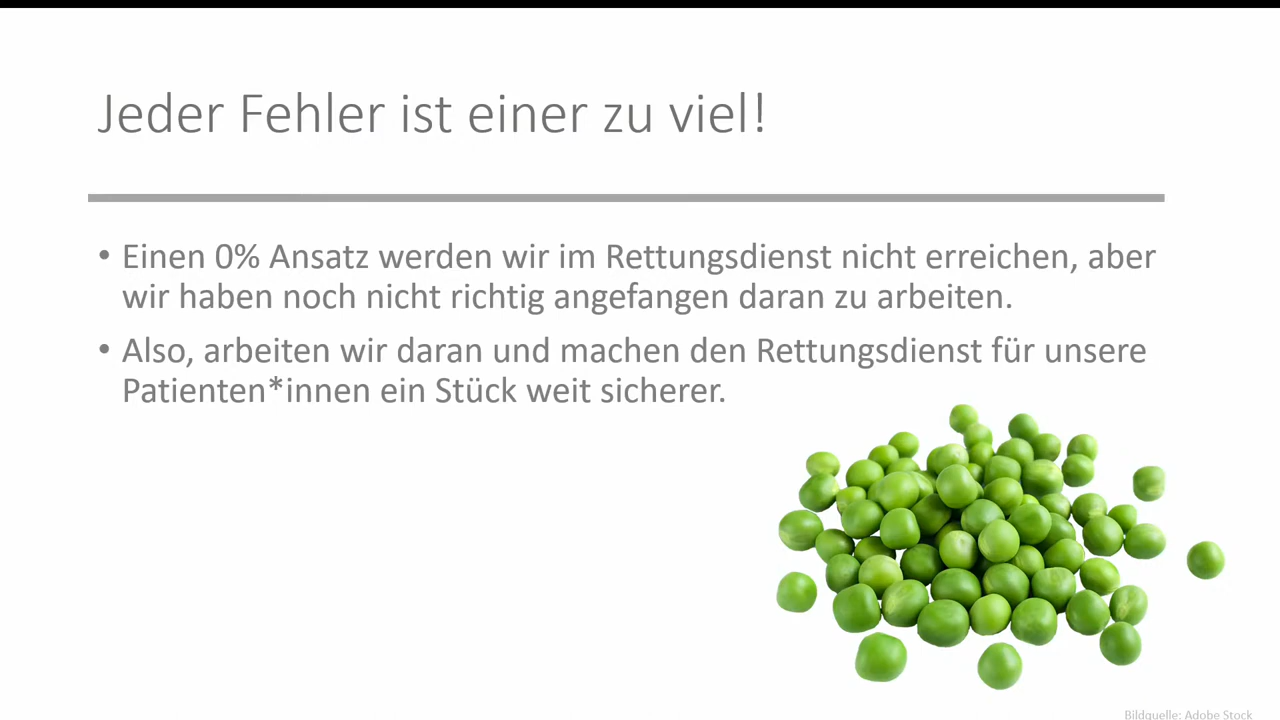 Jeder Fehler ist einer zu viel!
• Einen 0% Ansatz werden wir im Rettungsdienst nicht erreichen, aber
wir haben noch nicht richtig angefangen daran zu arbeiten.
• Also, arbeiten wir daran und machen den Rettungsdienst für unsere
Patienten*innen ein Stück weit sicherer.
Bildquelle: Adobe Stock